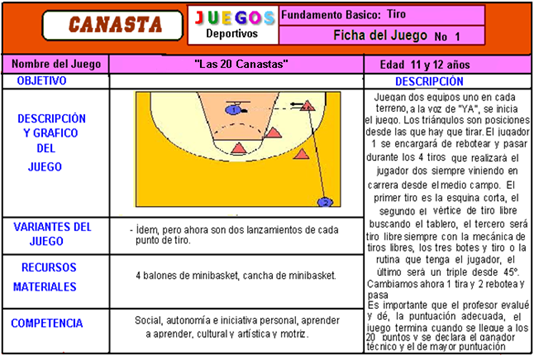 CANASTA
JUEGOS
Deportivos
Fundamento Basico: Tiro
Ficha del Juego No 1
Nombre del Juego
"Las 20 Canastas"
Edad 11 y 12 años
OBJETIVO
DESCRIPCIÓN
DESCRIPCIÓN
Y GRAFICO
DEL
JUEGO
1
2
Juegan dos equipos uno en cada
terreno, a la voz de "YA", se inicia
el juego. Los triángulos son posiciones
desde las que hay que tirar. El jugador
1 se encargará de rebotear y pasar
durante los 4 tiros que realizará el
jugador dos siempre viniendo en
carrera desde el medio campo. El
primer tiro es la esquina corta, el
segundo el vértice de tiro libre
buscando el tablero, el tercero será
tiro libre siempre con la mecánica de
tiros libres, los tres botes y tiro o la
rutina que tenga el jugador, el
último será un triple desde 45º.
Cambiamos ahora 1 tira y 2 rebotea y
pasa
Es importante que el profesor evalué
y dé, la puntuación adecuada, el
juego termina cuando se llegue a los
20 puntos y se declara el ganador
técnico y el de mayor puntuación
VARIANTES DEL
JUEGO
- Ídem, pero ahora son dos lanzamientos de cada
punto de tiro.
RECURSOS
MATERIALES
4 balones de minibasket, cancha de minibasket.
COMPETENCIA
Social, autonomía e iniciativa personal, aprender
a aprender, cultural y artística y motriz.